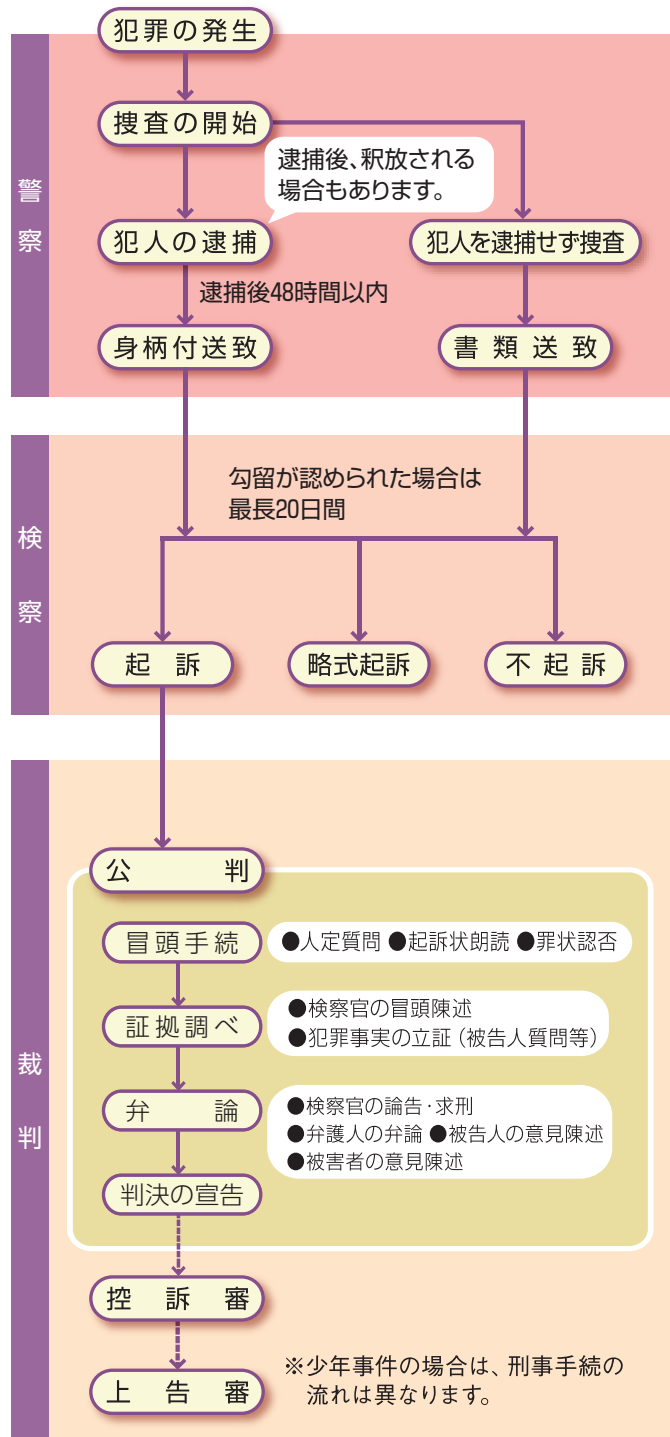 犯罪の発生
警察
捜査の開始
逮捕後、釈放される
場合もあります。
犯人の逮捕
犯人を逮捕せず捜査
逮捕後48時間以内
身柄付送致
書類送致
検察
勾留が認められた場合は
最長20日間
起訴
略式起訴
不起訴
裁判
公判
冒頭手続
●人定質問 ●起訴状朗読 ●罪状認否
証拠調べ
●検察官の冒頭陳述
●犯罪事実の立証（被告人質問等）
弁論
●検察官の論告・求刑
●弁護人の弁論 ●被告人の意見陳述
●被害者の意見陳述
判決の宣告
控訴審
上告審
※少年事件の場合は、刑事手続の
流れは異なります。